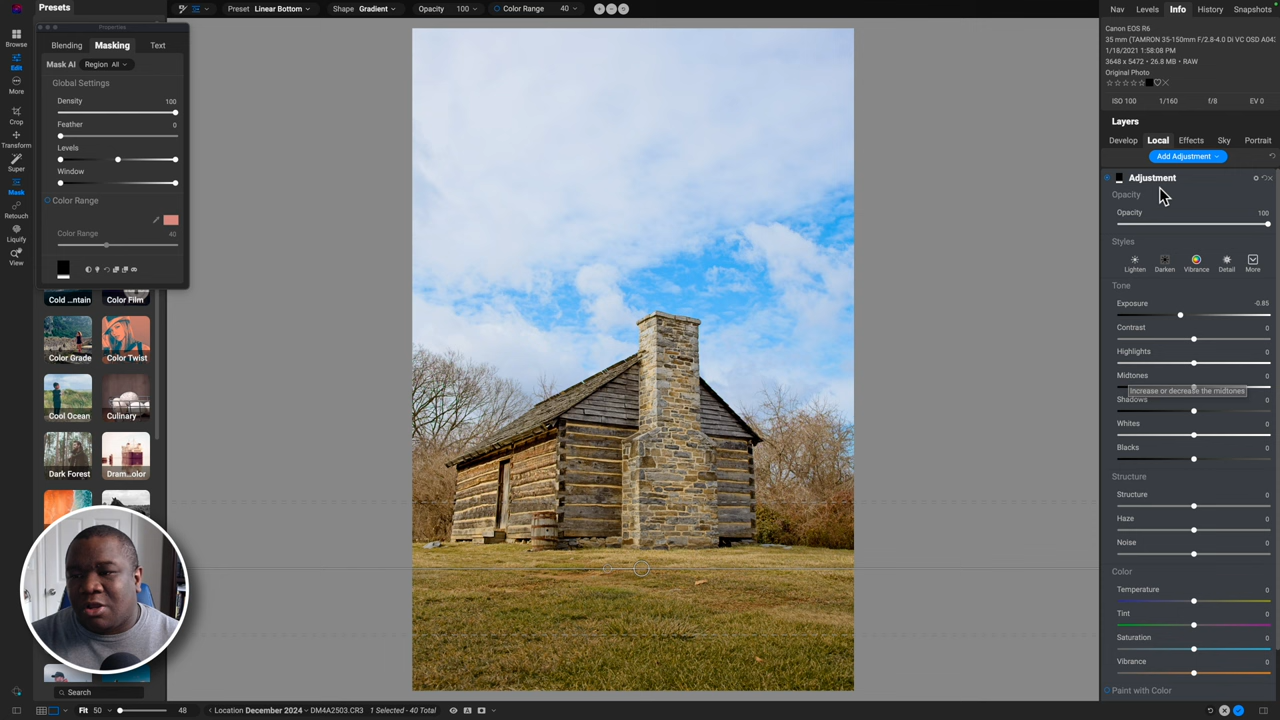 Presets
Preset Linear Bottom Shape Gradient Opacity 100 Color Range 40
Nav Levels Info History Snapshots
Properties
Blending Masking Text
Mask AI Region All
Global Settings
Density 100
Feather 0
Levels
Window
Color Range
Color Range 40
Browse
Edit
More
Crop
Transform
Super
Mask
Retouch
Liquify
View
Cold ...ntain Color Film
Color Grade Color Twist
Cool Ocean Culinary
Dark Forest Dram...olor
Search
Canon EOS R6
35 mm (TAMRON 35-150mm F/2.8-4.0 Di VC OSD A04
1/18/2021 1:58:08 PM
3648 x 5472 • 26.8 MB • RAW
Original Photo
ISO 100 1/160 f/8 EV 0
Layers
Develop Local Effects Sky Portrait
Add Adjustment
Adjustment
Opacity
Opacity 100
Styles
Lighten Darken Vibrance Detail More
Tone
Exposure -0.85
Contrast 0
Highlights 0
Midtones 0
Increase or decrease the midtones
Shadows 0
Whites 0
Blacks 0
Structure
Structure 0
Haze 0
Noise 0
Color
Temperature 0
Tint 0
Saturation 0
Vibrance 0
Paint with Color
Fit 50 48 Location December 2024 DM4A2503.CR3 1 Selected - 40 Total